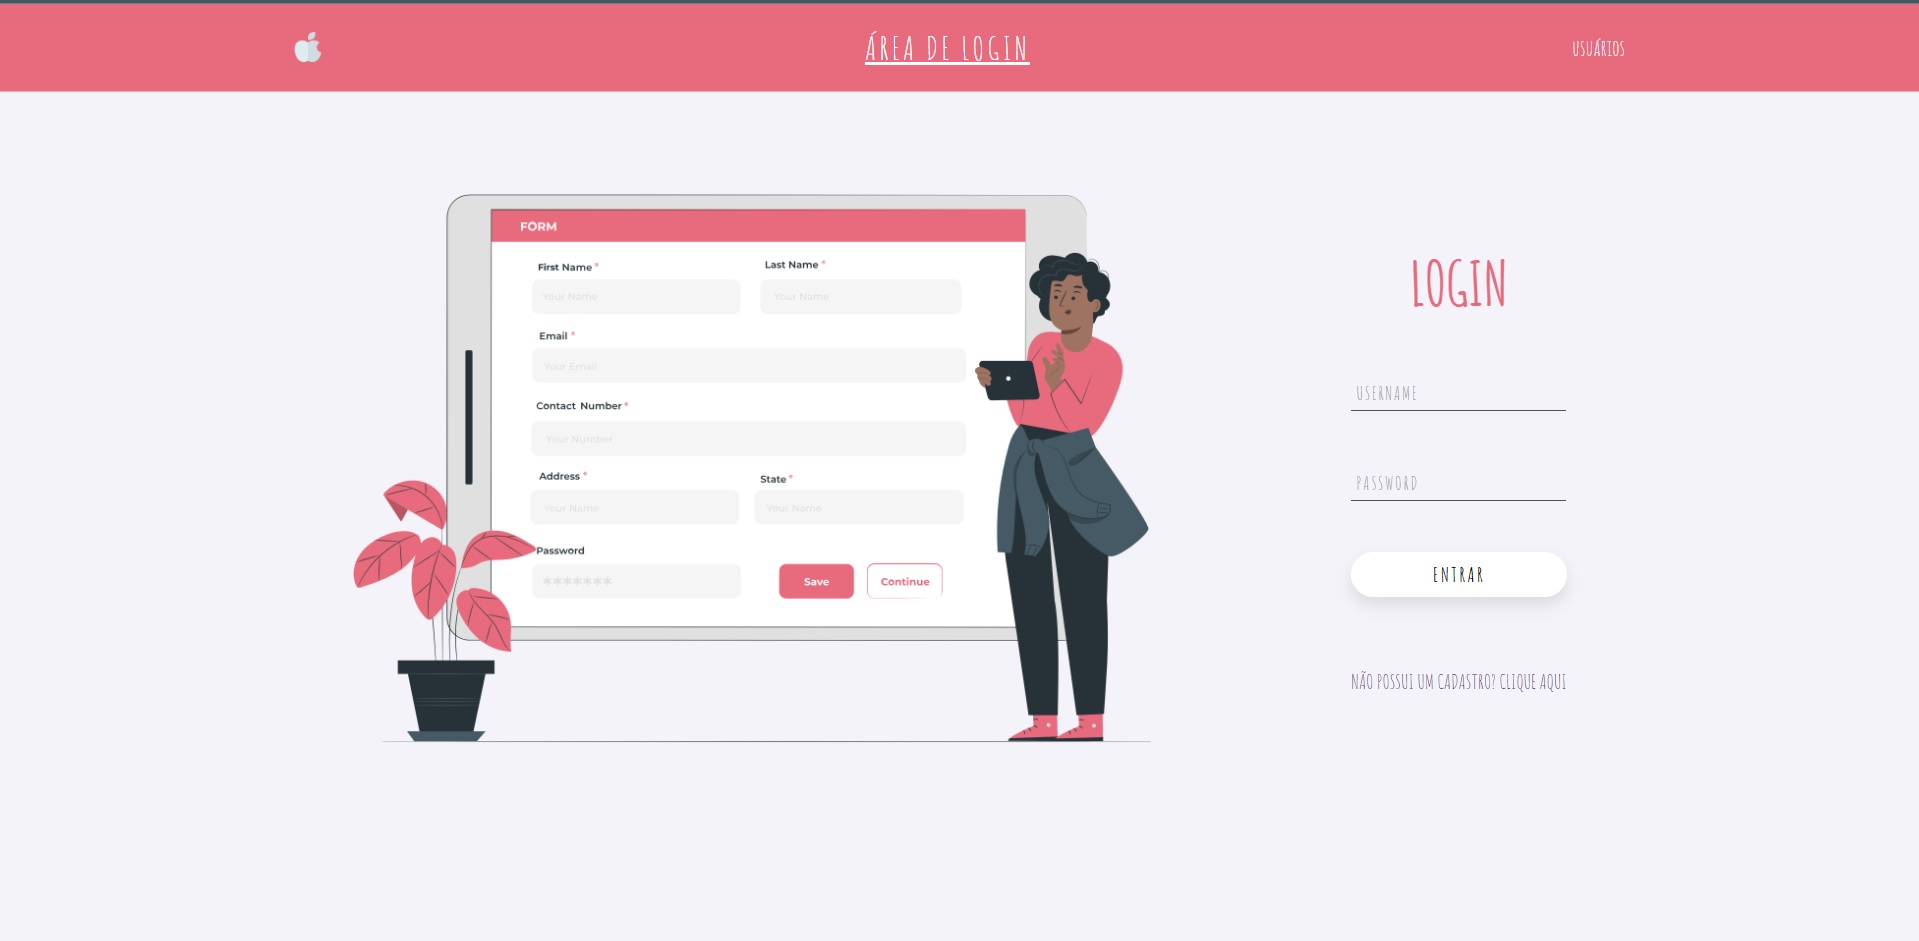 ÁREA DE LOGIN
USUÁRIOS
FORM
First Name *
Last Name *
Your Name
Your Name
Email *
Your Email
Contact Number *
Your Number
Address *
State *
Your Name
Your Name
Password
*******
Save
Continue
LOGIN
USERNAME
PASSWORD
ENTRAR
NÃO POSSUI UM CADASTRO? CLIQUE AQUI